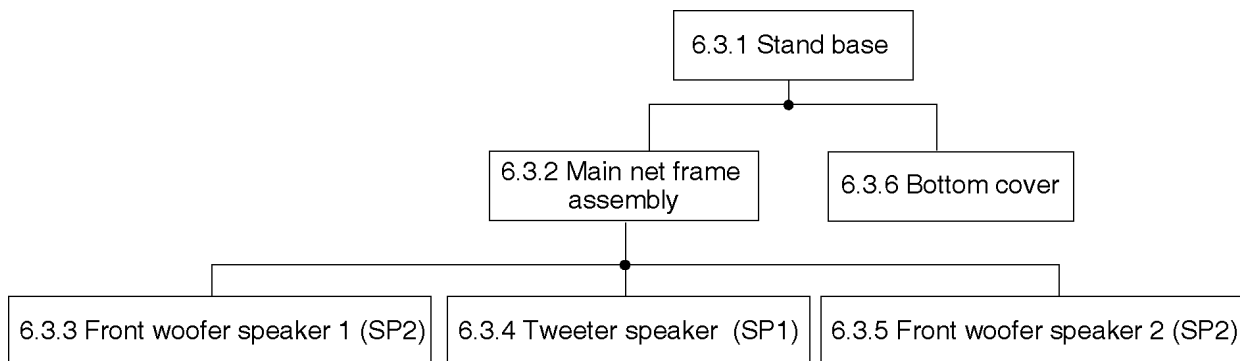 6.3.1 Stand base
6.3.2 Main net frame
assembly
6.3.6 Bottom cover
6.3.3 Front woofer speaker 1 (SP2)
6.3.4 Tweeter speaker (SP1)
6.3.5 Front woofer speaker 2 (SP2)